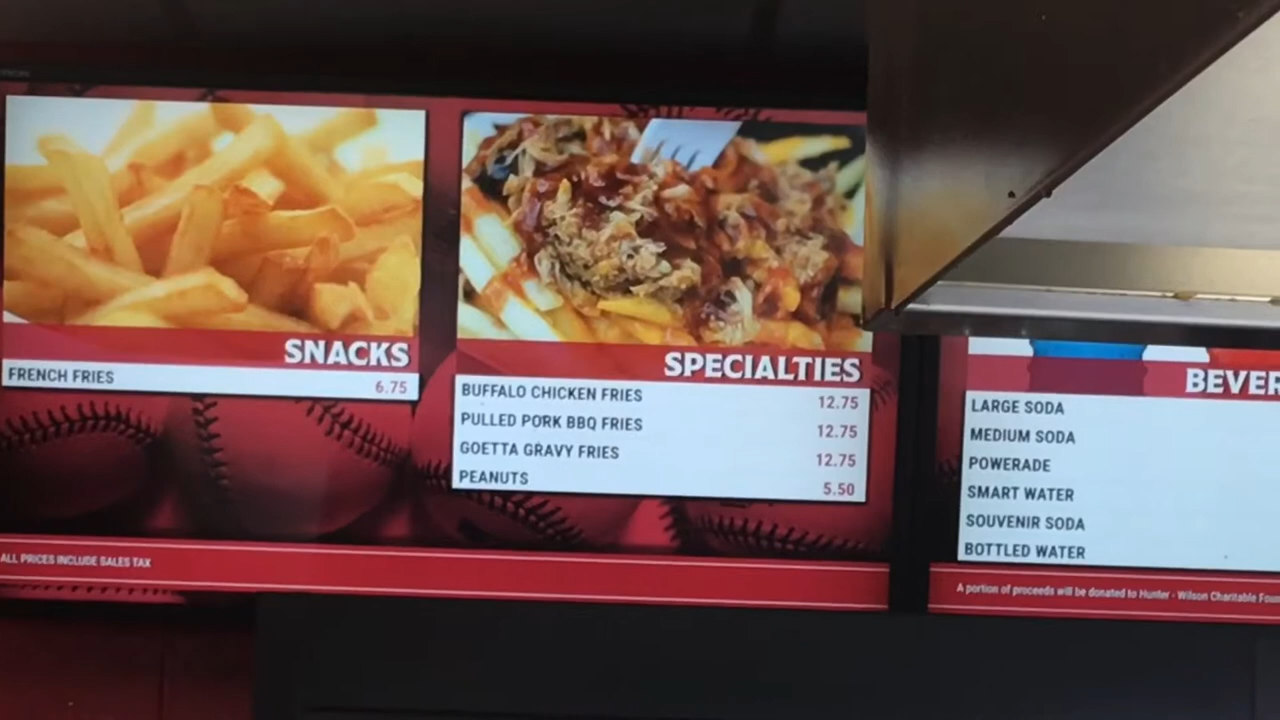 SNACKS
FRENCH FRIES 6.75
SPECIALTIES
BUFFALO CHICKEN FRIES 12.75
PULLED PORK BBQ FRIES 12.75
GOETTA GRAVY FRIES 12.75
PEANUTS 5.50
ALL PRICES INCLUDE SALES TAX
BEVER
LARGE SODA
MEDIUM SODA
POWERADE
SMART WATER
SOUVENIR SODA
BOTTLED WATER
A portion of proceeds will be donated to Hunter - Wilson Charitable Foun